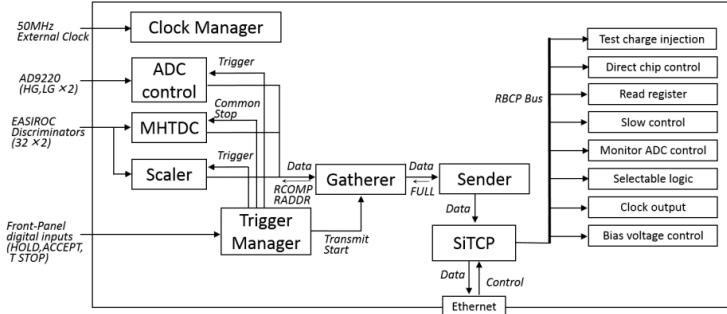 50MHz
External Clock
Clock Manager
AD9220
(HG,LG ×2)
ADC
control
Trigger
EASIROC
Discriminators
(32 ×2)
MHTDC
Common
Stop
Scaler
Trigger
Data
RCOMP
RADDR
Gatherer
Data
FULL
Sender
Front-Panel
digital inputs
(HOLD,ACCEPT,
T STOP)
Trigger
Manager
Transmit
Start
Data
SiTCP
Data
Control
Ethernet
RBCP Bus
Test charge injection
Direct chip control
Read register
Slow control
Monitor ADC control
Selectable logic
Clock output
Bias voltage control